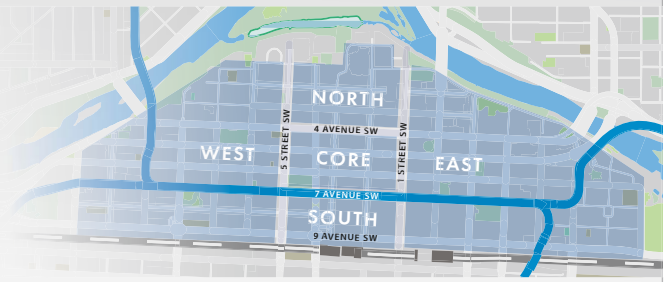 NORTH
4 AVENUE SW
5 STREET SW
1 STREET SW
WEST
CORE
EAST
7 AVENUE SW
SOUTH
9 AVENUE SW